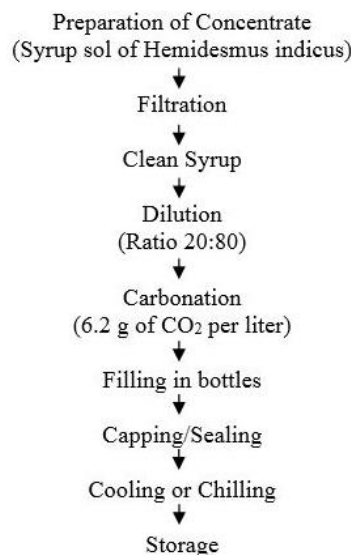 Preparation of Concentrate
(Syrup sol of Hemidesmus indicus)
Filtration
Clean Syrup
Dilution
(Ratio 20:80)
Carbonation
(6.2 g of CO₂ per liter)
Filling in bottles
Capping/Sealing
Cooling or Chilling
Storage